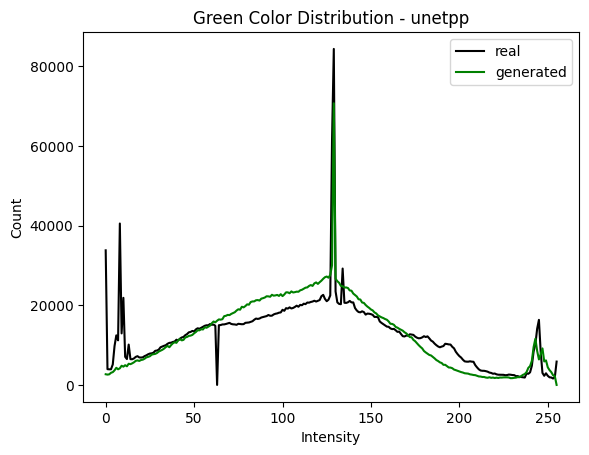 Green Color Distribution - unetpp
real
generated
Count
80000
60000
40000
20000
0
0 50 100 150 200 250
Intensity